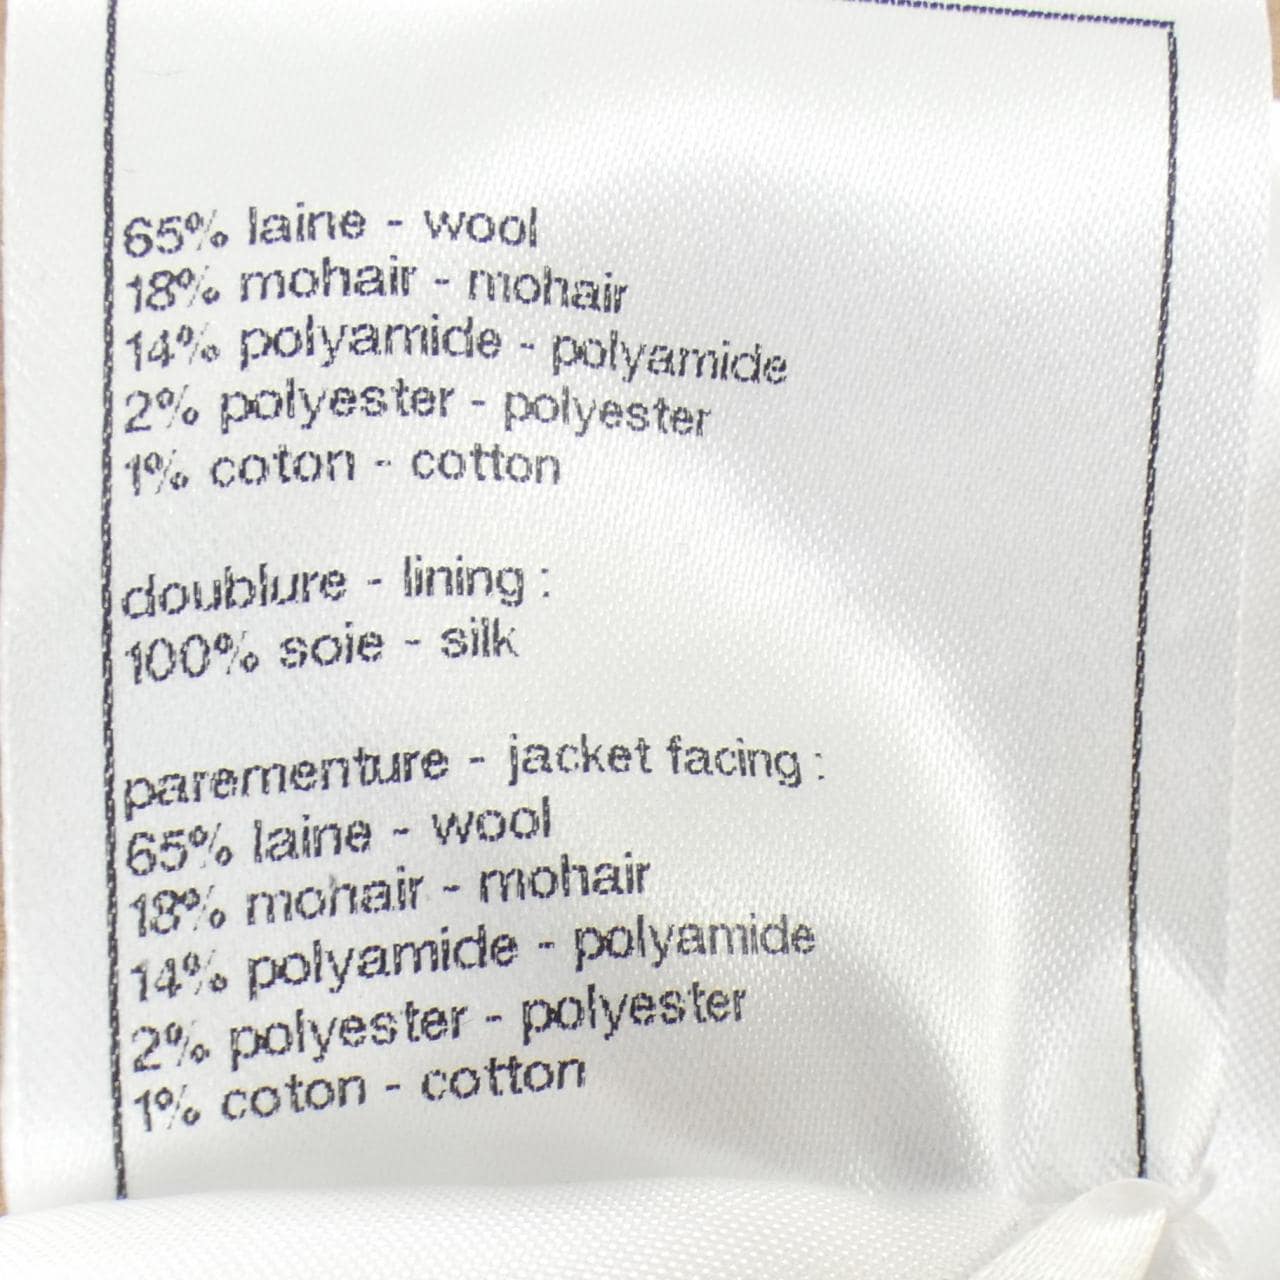 65% laine - wool
18% mohair - mohair
14% polyamide - polyamide
2% polyester - polyester
1% coton - cotton
doublure - lining :
100% soie - silk
parementure - jacket facing :
65% laine - wool
18% mohair - mohair
14% polyamide - polyamide
2% polyester - polyester
1% coton - cotton